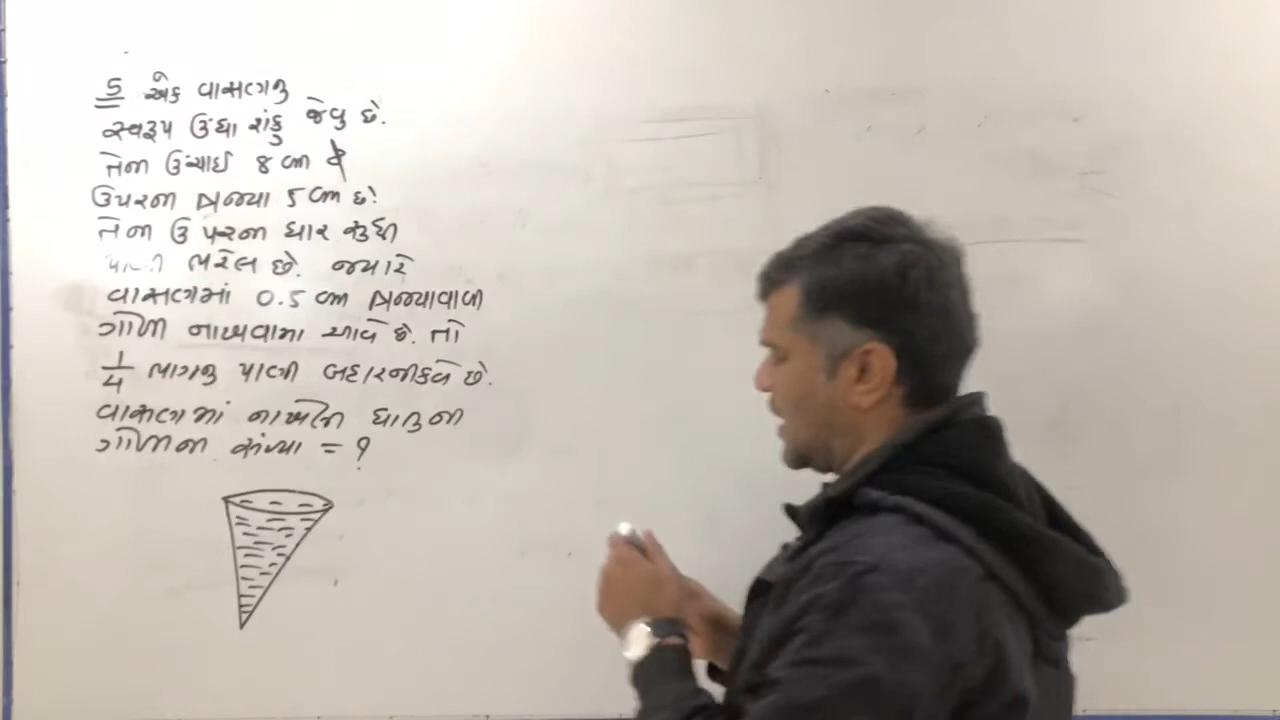 5 એક વાસણનુ
સ્વરૂપ ઉંધા શંકુ જેવુ છે.
તેના ઉંચાઈ 8 cm
ઉપરના ત્રિજ્યા 5 cm છે.
તેના ઉપરના ધાર સુધી
પાણી ભરેલ છે. જ્યારે
વાસણમાં 0.5 cm ત્રિજ્યાવાળા
ગોળા નાખવામા આવે છે. તો
1/4 ભાગનુ પાણી બહાર નીકળે છે.
વાસણમાં નાખેલા ધાતુના
ગોળાના સંખ્યા = ?